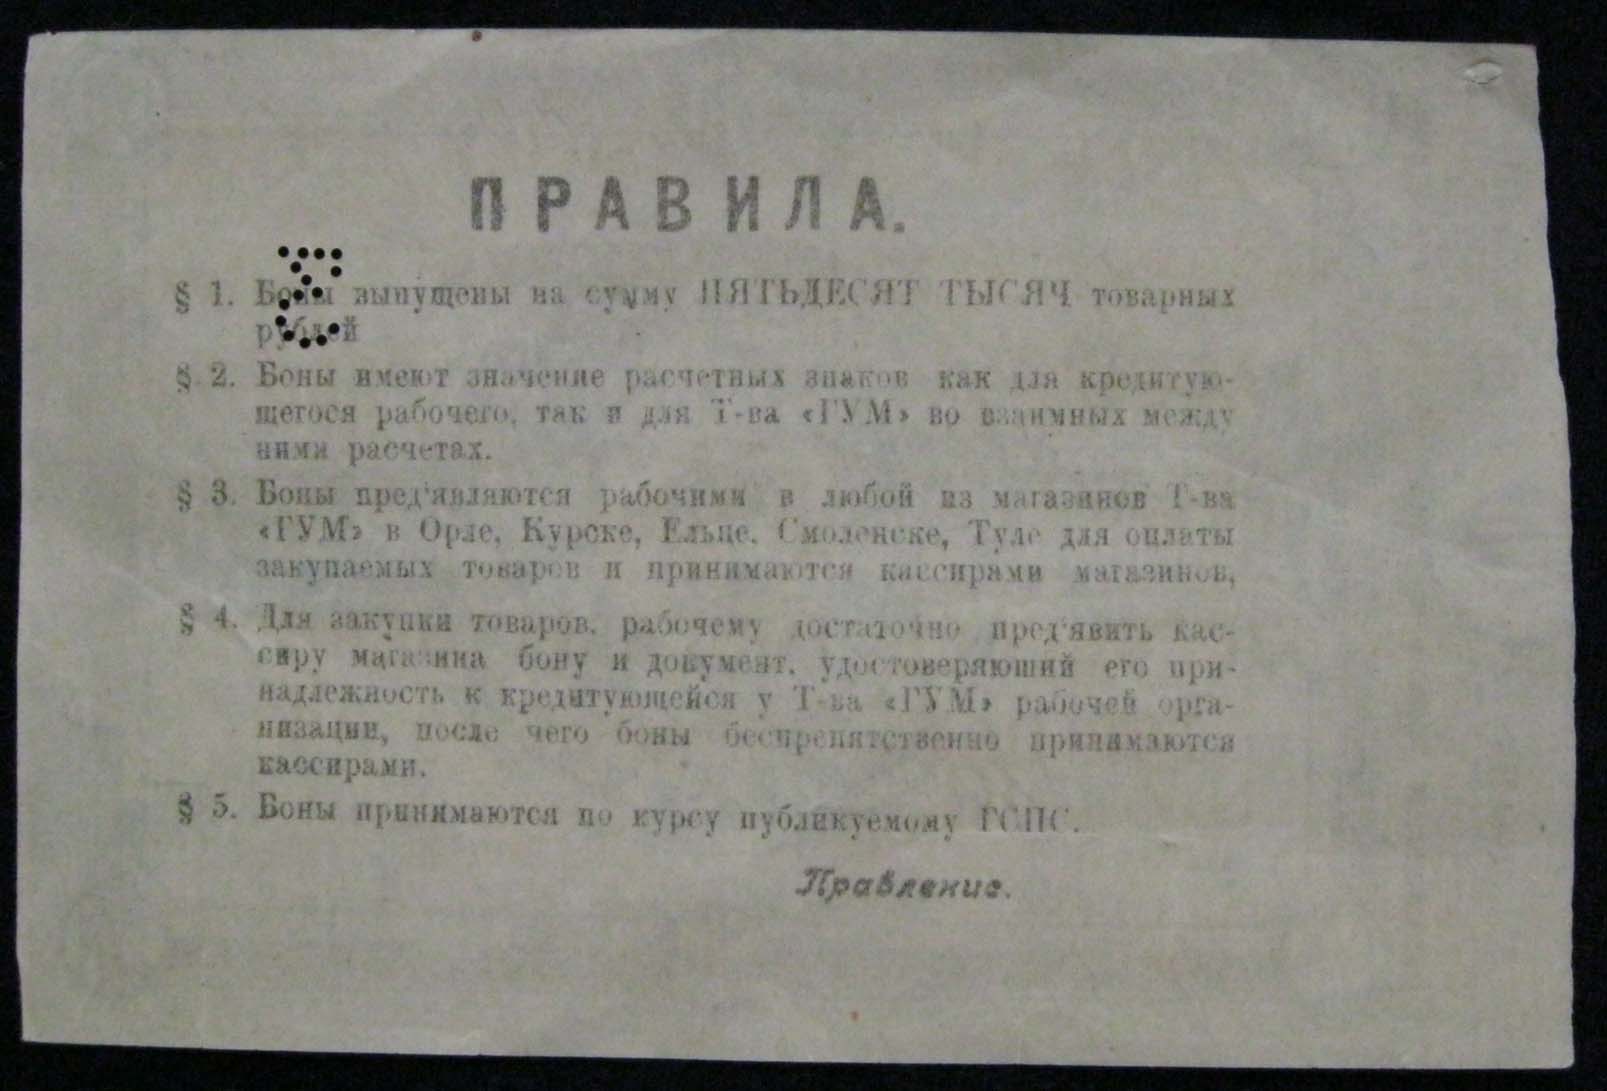 ПРАВИЛА.
§ 1. Боны выпущены на сумму ПЯТЬДЕСЯТ ТЫСЯЧ товарных
рублей
§ 2. Боны имеют значение расчетных знаков как для кредитую-
щегося рабочего, так и для Т-ва «ГУМ» во взаимных между
ними расчетах.
§ 3. Боны пред'являются рабочими в любой из магазинов Т-ва
«ГУМ» в Орле, Курске, Ельце, Смоленске, Туле для оплаты
закупаемых товаров и принимаются кассирами магазинов,
§ 4. Для закупки товаров, рабочему достаточно пред'явить кас-
сиру магазина бону и документ, удостоверяюший его при-
надлежность к кредитующейся у Т-ва «ГУМ» рабочей орга-
низации, после чего боны беспрепятственно принимаются
кассирами.
§ 5. Боны принимаются по курсу публикуемому ГСПС.
Правление.